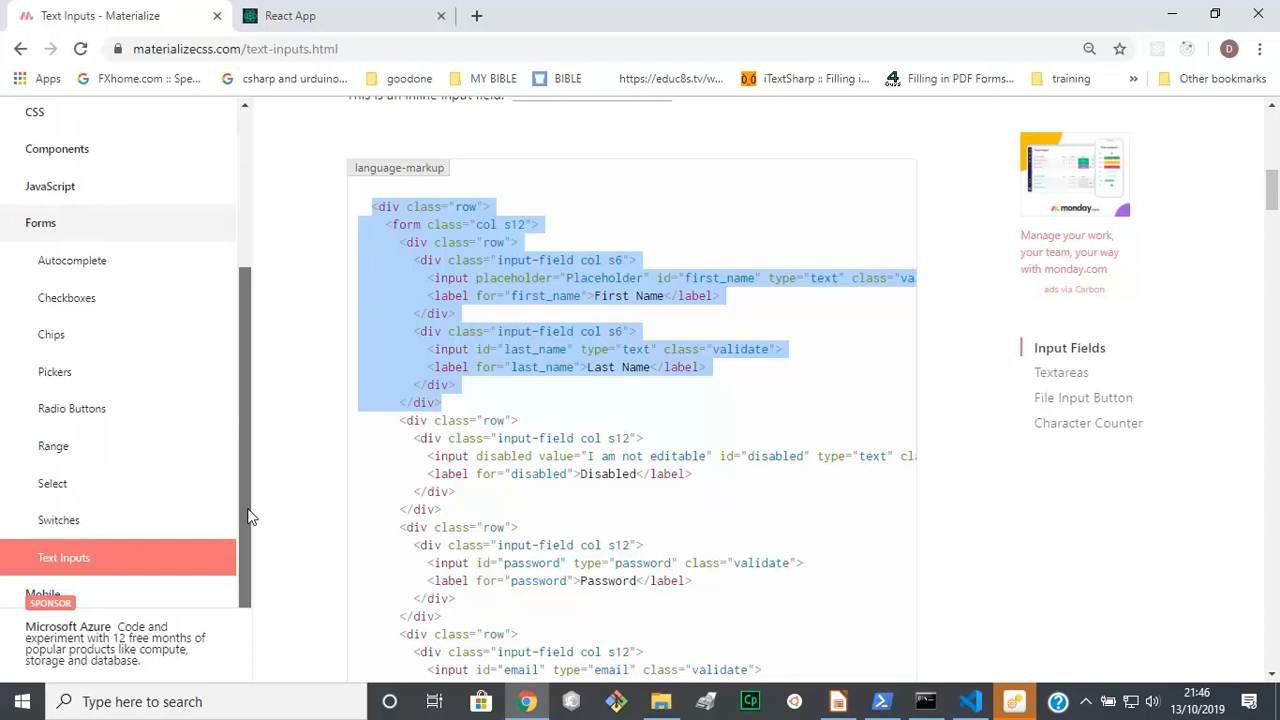 Text Inputs - Materialize
React App
materializecss.com/text-inputs.html
D
Apps
FXhome.com :: Spe...
csharp and urduino...
goodone
MY BIBLE
BIBLE
https://educ8s.tv/w...
iTextSharp :: Filling i...
Filling in PDF Forms...
training
»
Other bookmarks
CSS
Components
JavaScript
Forms
Autocomplete
Checkboxes
Chips
Pickers
Radio Buttons
Range
Select
Switches
Text Inputs
Mobile
SPONSOR
Microsoft Azure Code and
experiment with 12 free months of
popular products like compute,
storage and database.
This is an inline input field:
language-markup
<div class="row">
<form class="col s12">
<div class="row">
<div class="input-field col s6">
<input placeholder="Placeholder" id="first_name" type="text" class="va
<label for="first_name">First Name</label>
</div>
<div class="input-field col s6">
<input id="last_name" type="text" class="validate">
<label for="last_name">Last Name</label>
</div>
</div>
<div class="row">
<div class="input-field col s12">
<input disabled value="I am not editable" id="disabled" type="text" cl
<label for="disabled">Disabled</label>
</div>
</div>
<div class="row">
<div class="input-field col s12">
<input id="password" type="password" class="validate">
<label for="password">Password</label>
</div>
</div>
<div class="row">
<div class="input-field col s12">
<input id="email" type="email" class="validate">
monday.com
Manage your work,
your team, your way
with monday.com
ads via Carbon
Input Fields
Textareas
File Input Button
Character Counter
Type here to search
Cp
21:46
13/10/2019